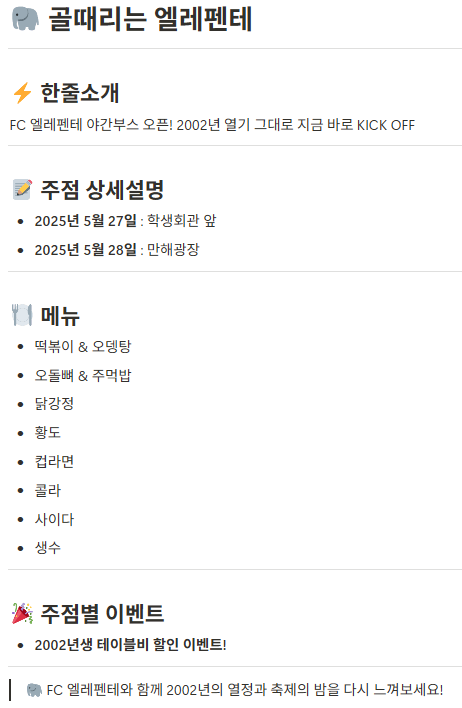 🐘 골때리는 엘레펜테
⚡ 한줄소개
FC 엘레펜테 야간부스 오픈! 2002년 열기 그대로 지금 바로 KICK OFF
📝 주점 상세설명
• 2025년 5월 27일 : 학생회관 앞
• 2025년 5월 28일 : 만해광장
🍽️ 메뉴
• 떡볶이 & 오뎅탕
• 오돌뼈 & 주먹밥
• 닭강정
• 황도
• 컵라면
• 콜라
• 사이다
• 생수
🎉 주점별 이벤트
• 2002년생 테이블비 할인 이벤트!
🐘 FC 엘레펜테와 함께 2002년의 열정과 축제의 밤을 다시 느껴보세요!